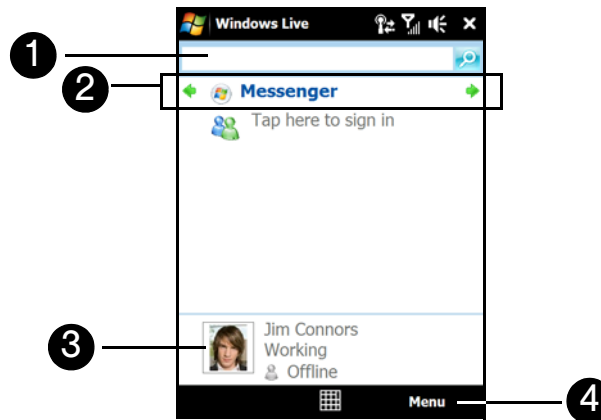 Windows Live
1
2
Messenger
Tap here to sign in
3
Jim Connors
Working
Offline
Menu
4